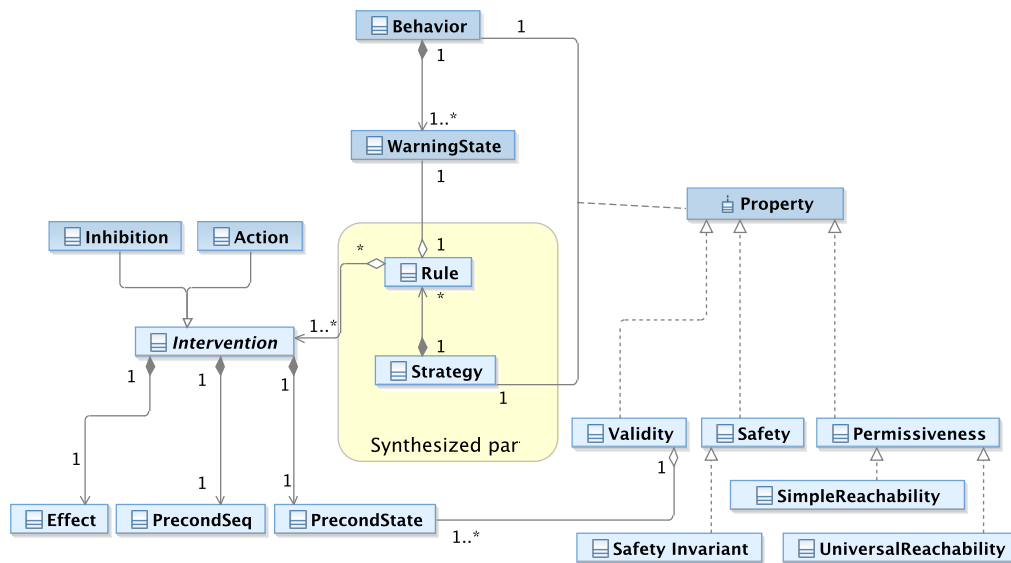 Behavior
1
1
1..*
WarningState
1
Property
Inhibition
Action
*
1
Rule
*
1..*
Intervention
1
Strategy
1
1
1
1
Synthesized par
Validity
Safety
Permissiveness
1
1
1
1
SimpleReachability
Effect
PrecondSeq
PrecondState
1..*
Safety Invariant
UniversalReachability